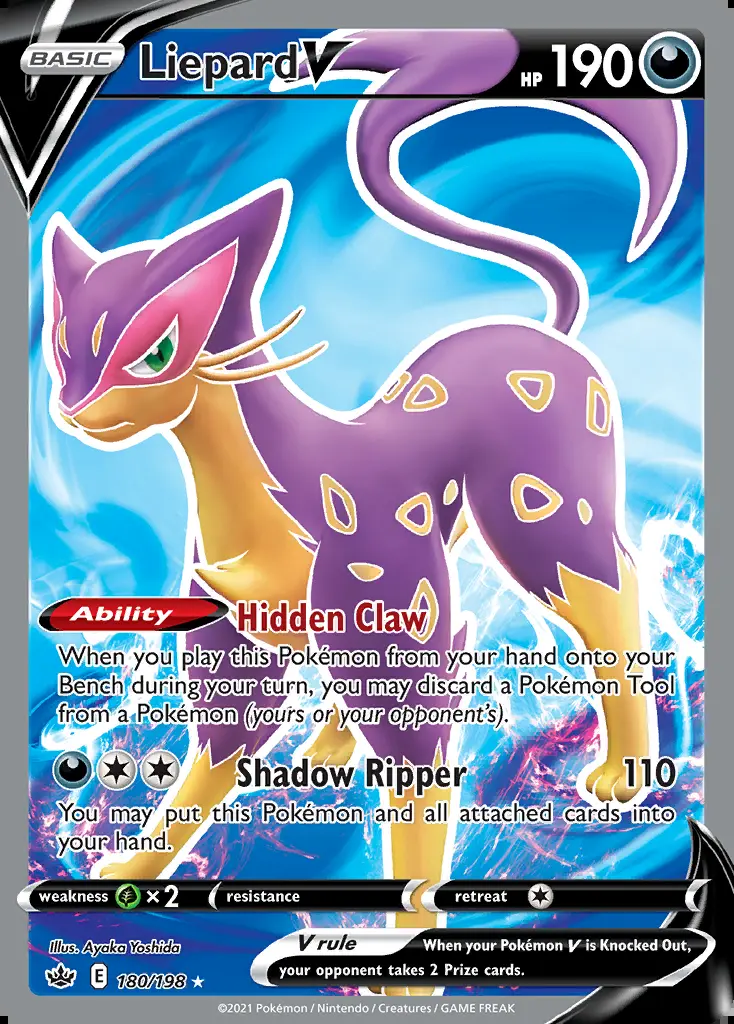 BASIC
Liepard V
HP 190
Ability Hidden Claw
When you play this Pokémon from your hand onto your
Bench during your turn, you may discard a Pokémon Tool
from a Pokémon (yours or your opponent's).
Shadow Ripper 110
You may put this Pokémon and all attached cards into
your hand.
weakness ×2 resistance retreat
Illus. Ayaka Yoshida
V rule When your Pokémon V is Knocked Out,
your opponent takes 2 Prize cards.
E 180/198
©2021 Pokémon / Nintendo / Creatures / GAME FREAK